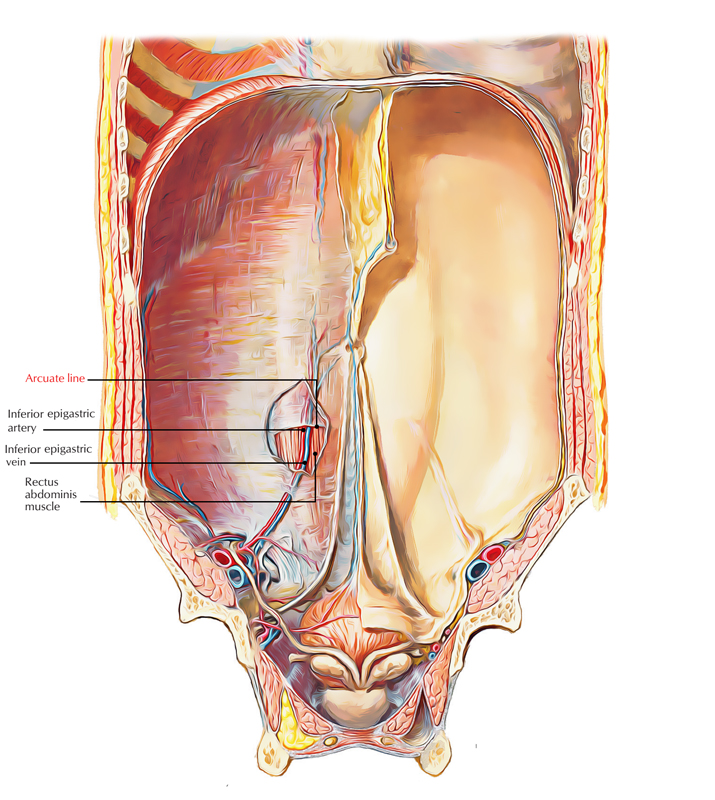 Arcuate line
Inferior epigastric
artery
Inferior epigastric
vein
Rectus
abdominis
muscle